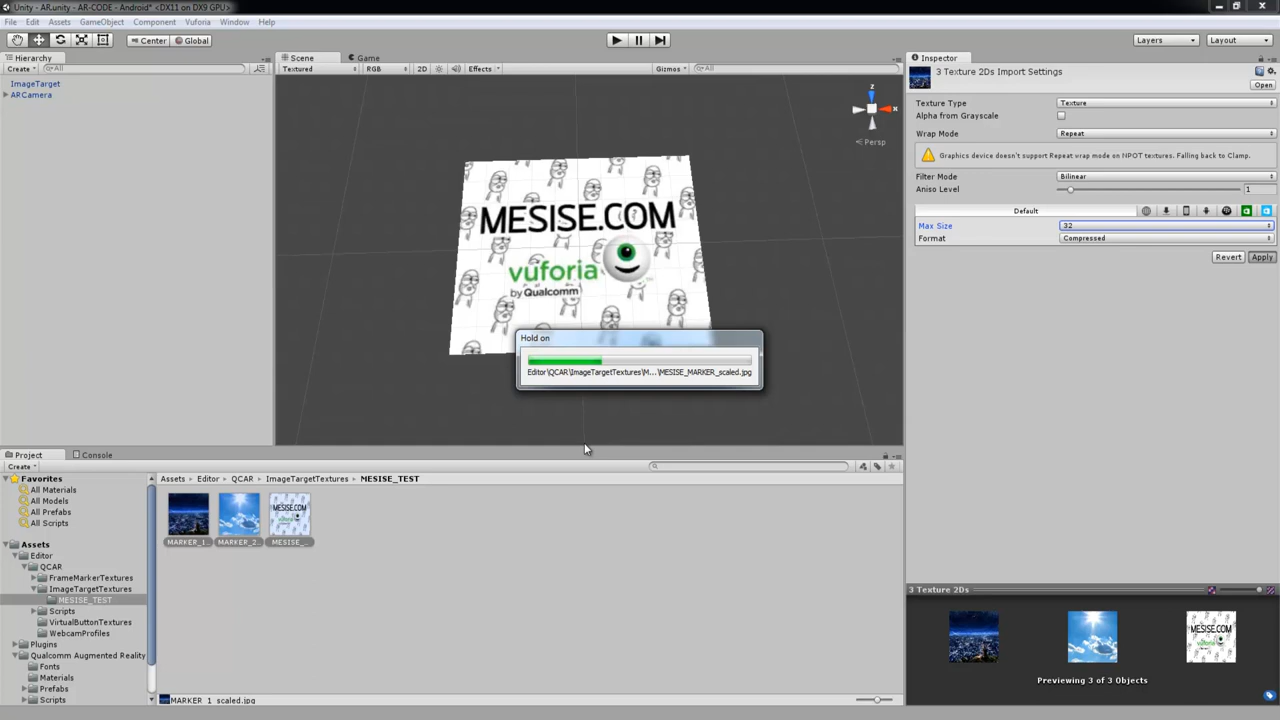 Unity - AR.unity - AR-CODE - Android* <DX11 on DX9 GPU>
File Edit Assets GameObject Component Vuforia Window Help
Center Global
Layers
Layout
Hierarchy
Create
All
ImageTarget
ARCamera
Scene
Game
Textured
RGB
2D
Effects
Gizmos
All
z
x
Persp
MESISE.COM
vuforia
by Qualcomm
Hold on
Editor\QCAR\ImageTargetTextures\M...\MESISE_MARKER_scaled.jpg
Inspector
3 Texture 2Ds Import Settings
Open
Texture Type
Texture
Alpha from Grayscale
Wrap Mode
Repeat
Graphics device doesn't support Repeat wrap mode on NPOT textures. Falling back to Clamp.
Filter Mode
Bilinear
Aniso Level
1
Default
Max Size
32
Format
Compressed
Revert
Apply
Project
Console
Create
Favorites
All Materials
All Models
All Prefabs
All Scripts
Assets
Editor
QCAR
FrameMarkerTextures
ImageTargetTextures
MESISE_TEST
Scripts
VirtualButtonTextures
WebcamProfiles
Plugins
Qualcomm Augmented Reality
Fonts
Materials
Prefabs
Scripts
Assets Editor QCAR ImageTargetTextures MESISE_TEST
MESISE.COM
MARKER_1... MARKER_2... MESISE_...
MARKER_1_scaled.jpg
3 Texture 2Ds
MESISE.COM
vuforia
Previewing 3 of 3 Objects